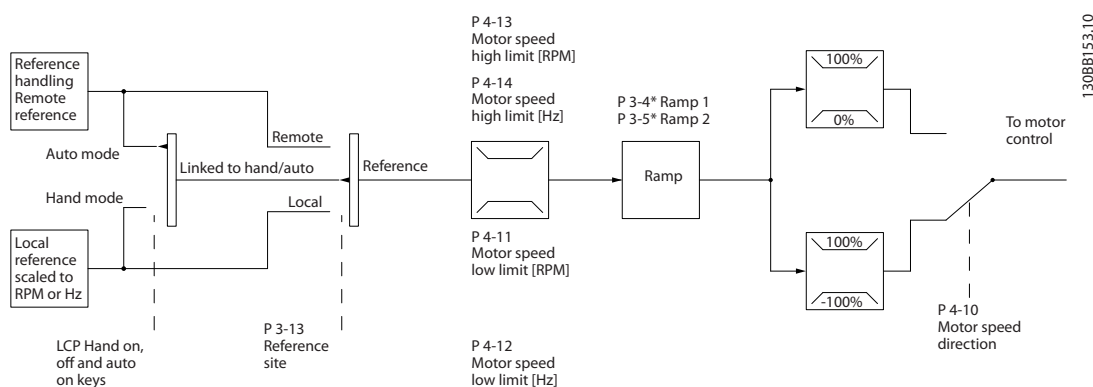 P 4-13
Motor speed
high limit [RPM]
P 4-14
Motor speed
high limit [Hz]
Reference
handling
Remote
reference
Auto mode
Hand mode
Local
reference
scaled to
RPM or Hz
LCP Hand on,
off and auto
on keys
Linked to hand/auto
Remote
Local
P 3-13
Reference
site
Reference
P 4-11
Motor speed
low limit [RPM]
P 4-12
Motor speed
low limit [Hz]
P 3-4* Ramp 1
P 3-5* Ramp 2
Ramp
100%
0%
100%
-100%
To motor
control
P 4-10
Motor speed
direction
130BB153.10